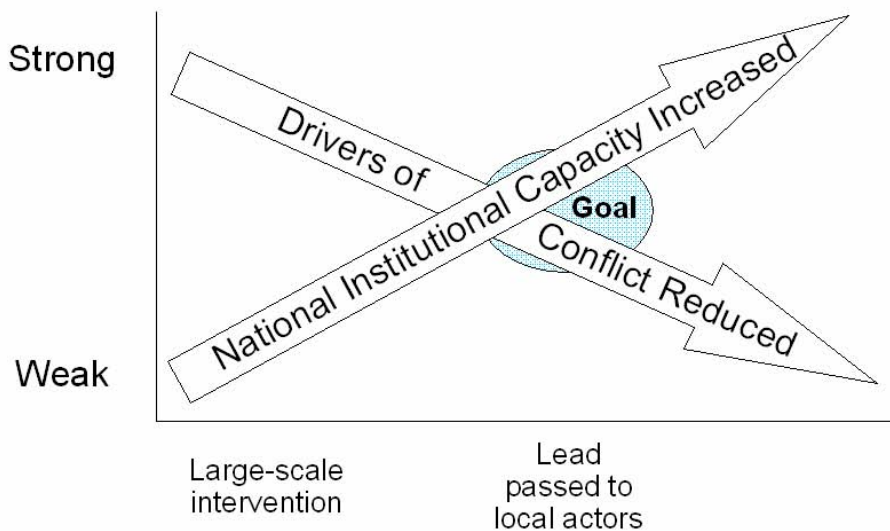 Strong
Drivers of
National Institutional Capacity Increased
Goal
Conflict Reduced
Weak
Large-scale
intervention
Lead
passed to
local actors